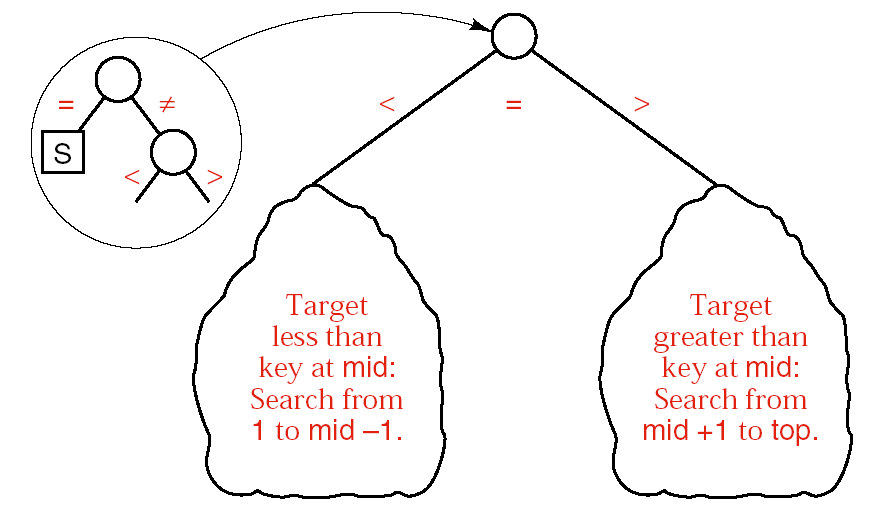 < = >
= ≠
S
< >
Target
less than
key at mid:
Search from
1 to mid –1.
Target
greater than
key at mid:
Search from
mid +1 to top.